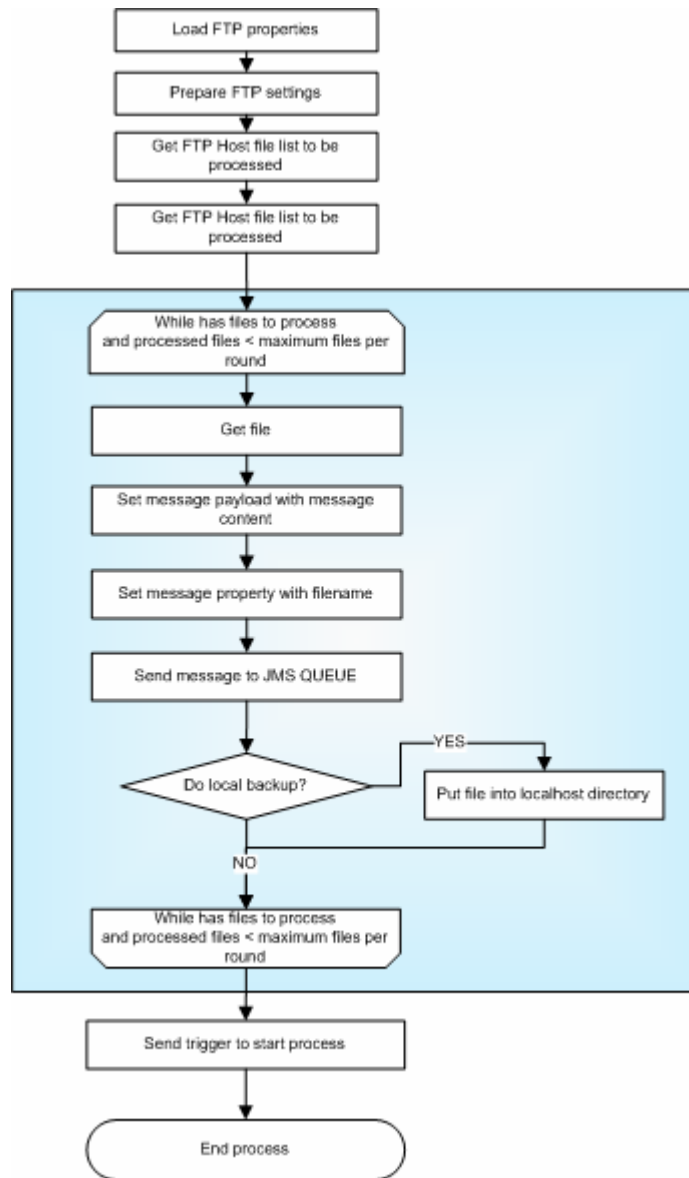 Load FTP properties
Prepare FTP settings
Get FTP Host file list to be
processed
Get FTP Host file list to be
processed
While has files to process
and processed files < maximum files per
round
Get file
Set message payload with message
content
Set message property with filename
Send message to JMS QUEUE
YES
Do local backup?
Put file into localhost directory
NO
While has files to process
and processed files < maximum files per
round
Send trigger to start process
End process